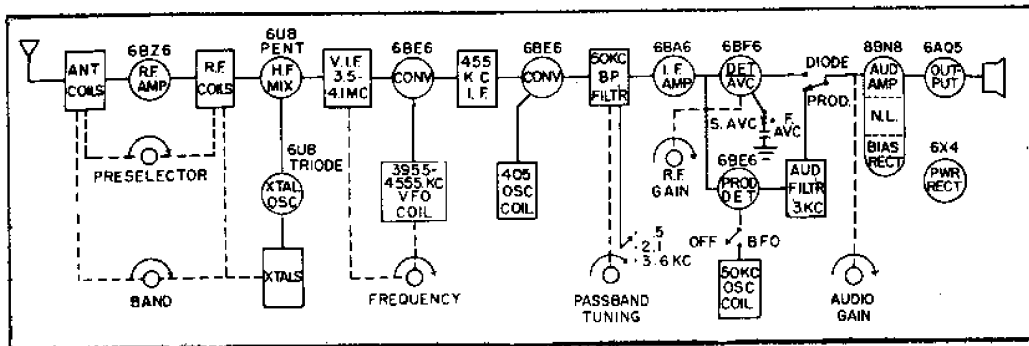 6BZ6
6U8
PENT
6BE6
6BE6
6BA6
6BF6
8BN8
6AQ5
ANT
COILS
R.F.
AMP
R.F.
COILS
H.F
MIX
V.I.F.
3.5-
4.1MC
CONV
455
K C
I. F.
CONV
50KC
B.P.
FILTR
I. F.
AMP
DET
AVC
DIODE
PROD.
AUD
AMP
N.L.
BIAS
RECT
OUT-
PUT
PRESELECTOR
6U8
TRIODE
XTAL
OSC
XTALS
BAND
3955-
4555.KC
VFO
COIL
FREQUENCY
405
OSC
COIL
.5
2.1
3.6 KC
PASSBAND
TUNING
S. AVC
F.
AVC
R.F
GAIN
6BE6
PROD
DET
AUD
FILTR
3KC
OFF
BFO
50KC
OSC
COIL
AUDIO
GAIN
6X4
PWR
RECT